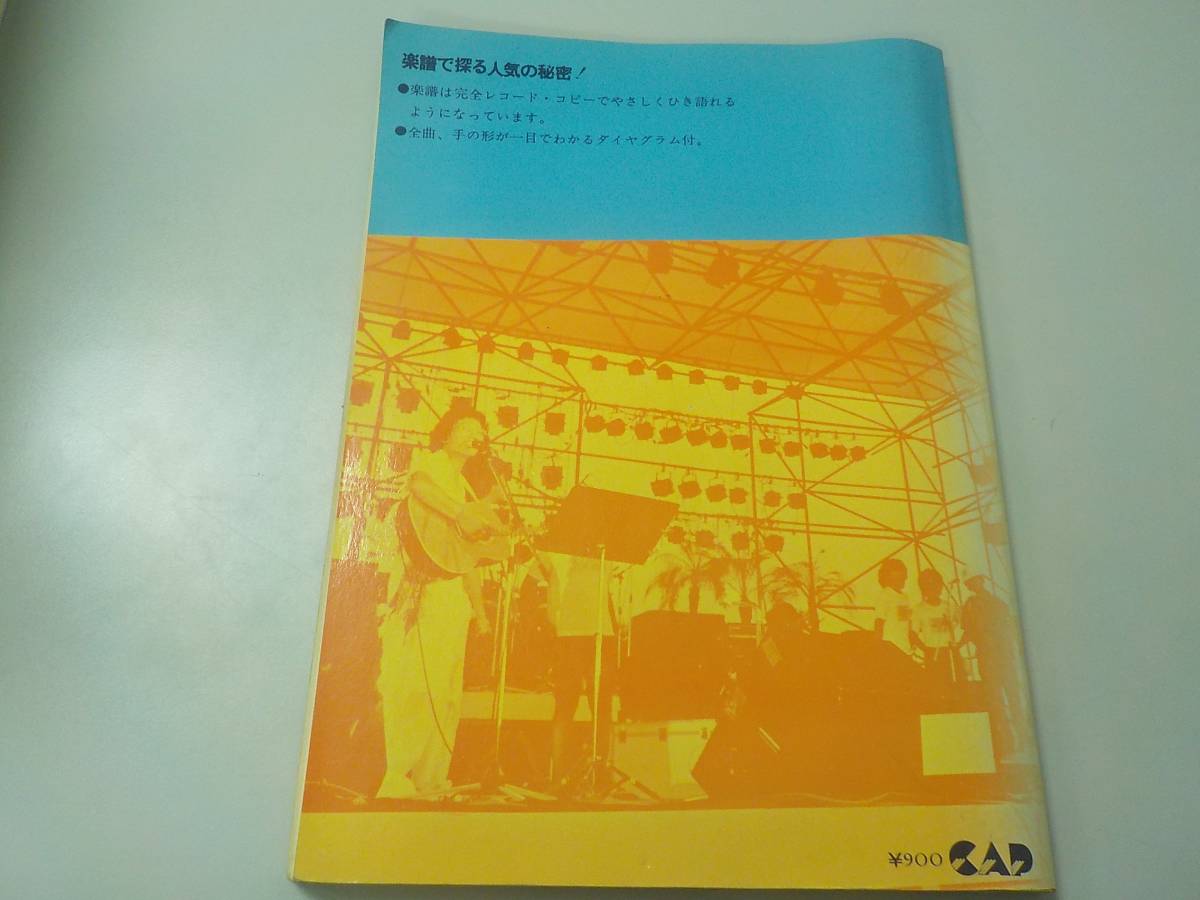 楽譜で探る人気の秘密！
●楽譜は完全レコード・コピーでやさしくひき語れる
ようになっています。
●全曲、手の形が一目でわかるダイヤグラム付。
¥900 CAD